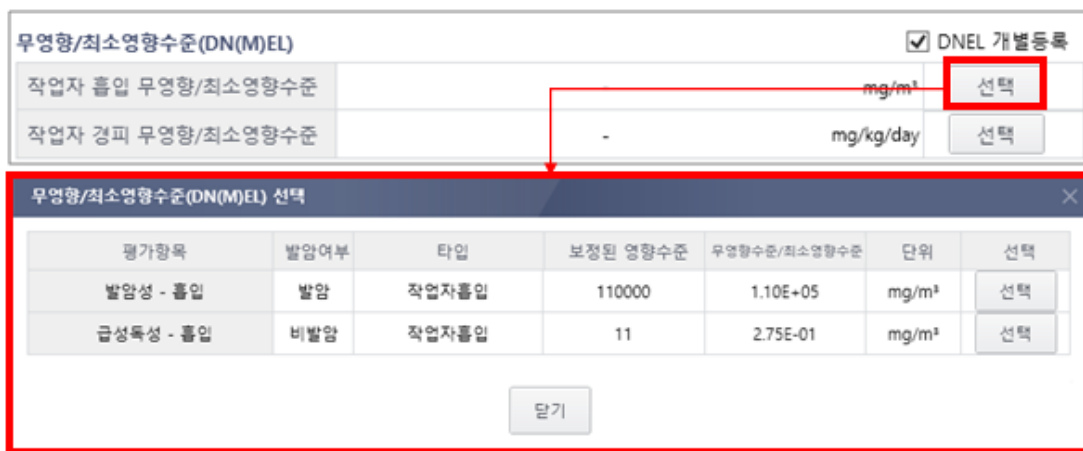 무영향/최소영향수준(DN(M)EL) DNEL 개별등록
작업자 흡입 무영향/최소영향수준 - mg/m³ 선택
작업자 경피 무영향/최소영향수준 - mg/kg/day 선택
무영향/최소영향수준(DN(M)EL) 선택
평가항목 발암여부 타입 보정된 영향수준 무영향수준/최소영향수준 단위 선택
발암성 - 흡입 발암 작업자흡입 110000 1.10E+05 mg/m³ 선택
급성독성 - 흡입 비발암 작업자흡입 11 2.75E-01 mg/m³ 선택
닫기